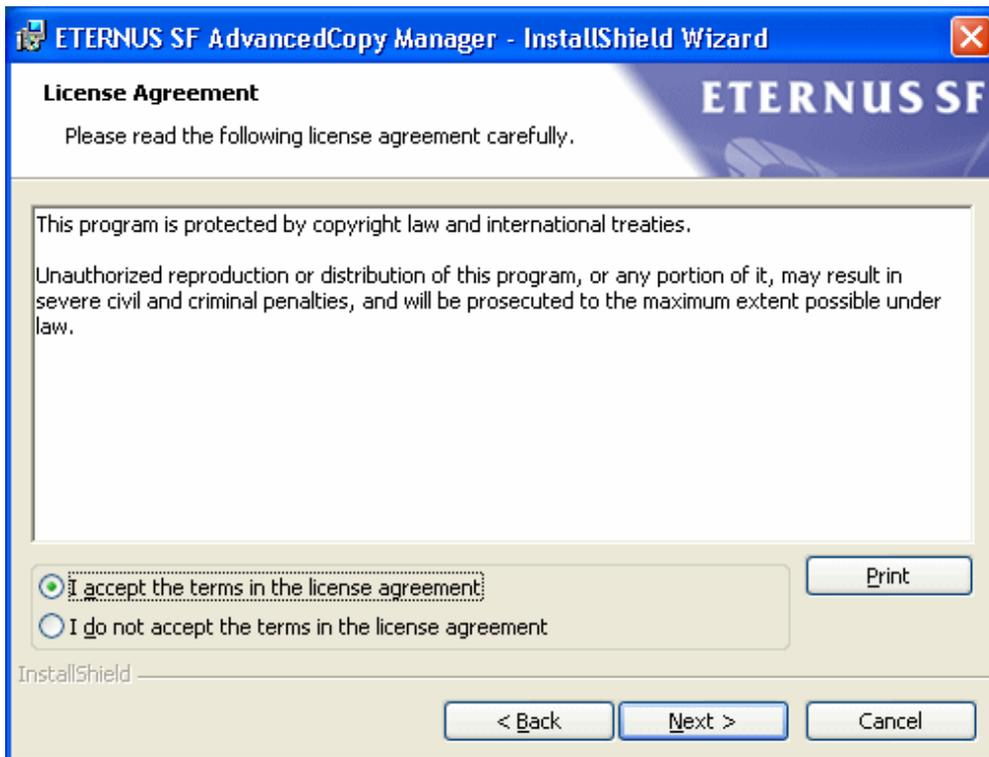 ETERNUS SF AdvancedCopy Manager - InstallShield Wizard
License Agreement
ETERNUS SF
Please read the following license agreement carefully.
This program is protected by copyright law and international treaties.
Unauthorized reproduction or distribution of this program, or any portion of it, may result in
severe civil and criminal penalties, and will be prosecuted to the maximum extent possible under
law.
I accept the terms in the license agreement
Print
I do not accept the terms in the license agreement
InstallShield
< Back
Next >
Cancel